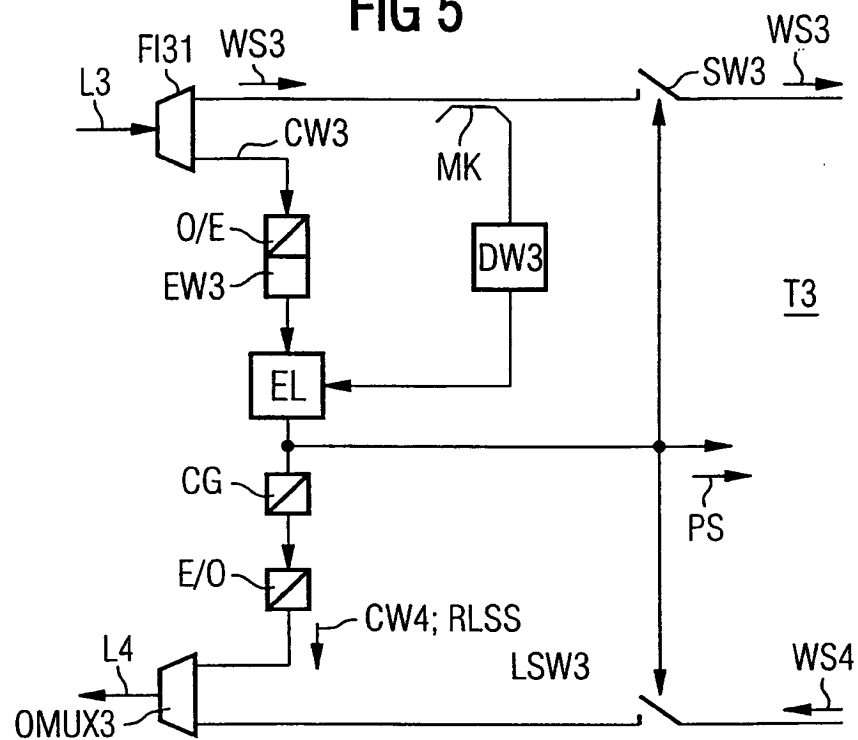 FIG 5
WS3
WS3
FI31
SW3
L3
CW3
MK
O/E
DW3
EW3
T3
EL
CG
PS
E/O
CW4; RLSS
L4
LSW3
WS4
OMUX3